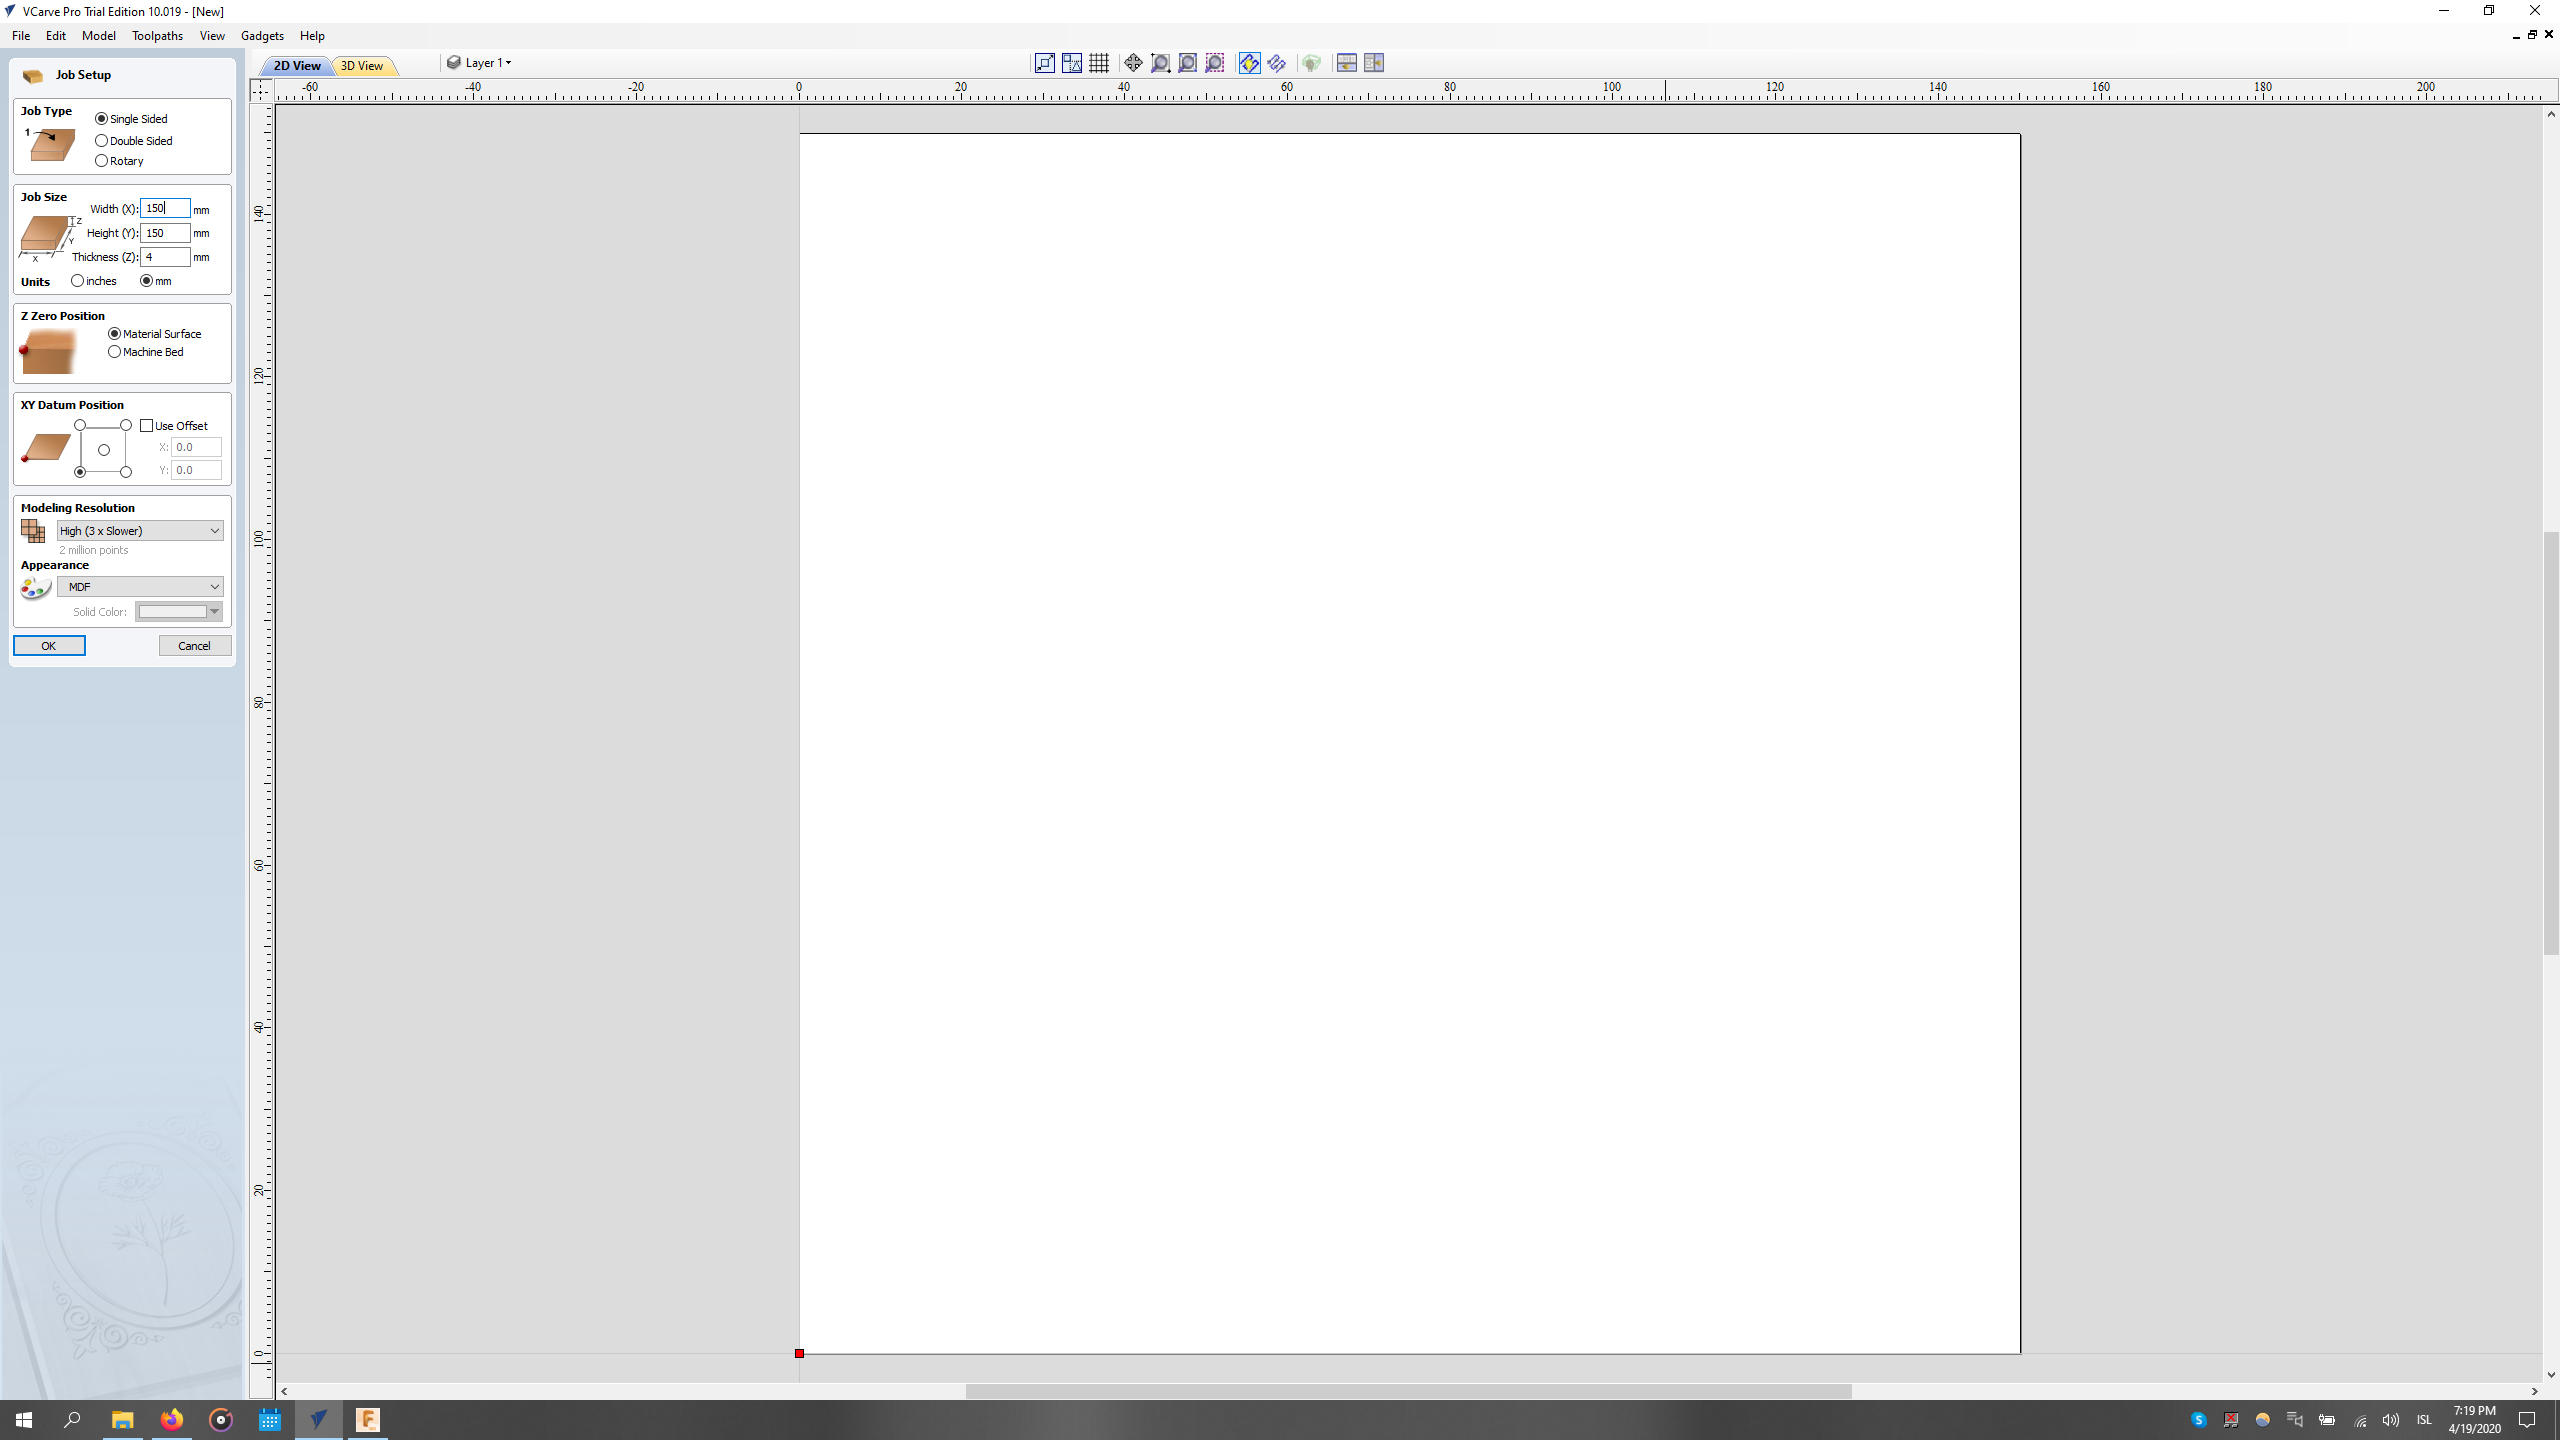 VCarve Pro Trial Edition 10.019 - [New]
File Edit Model Toolpaths View Gadgets Help
2D View 3D View Layer 1
Job Setup
-60 -40 -20 0 20 40 60 80 100 120 140 160 180 200
Job Type
1
Single Sided
Double Sided
Rotary
Job Size
Width (X): 150 mm
Height (Y): 150 mm
Thickness (Z): 4 mm
Z
Y
X
Units inches mm
Z Zero Position
Material Surface
Machine Bed
XY Datum Position
Use Offset
X: 0.0
Y: 0.0
Modeling Resolution
High (3 x Slower)
2 million points
Appearance
MDF
Solid Color:
OK Cancel
140
120
100
80
60
40
20
0
ISL
7:19 PM
4/19/2020